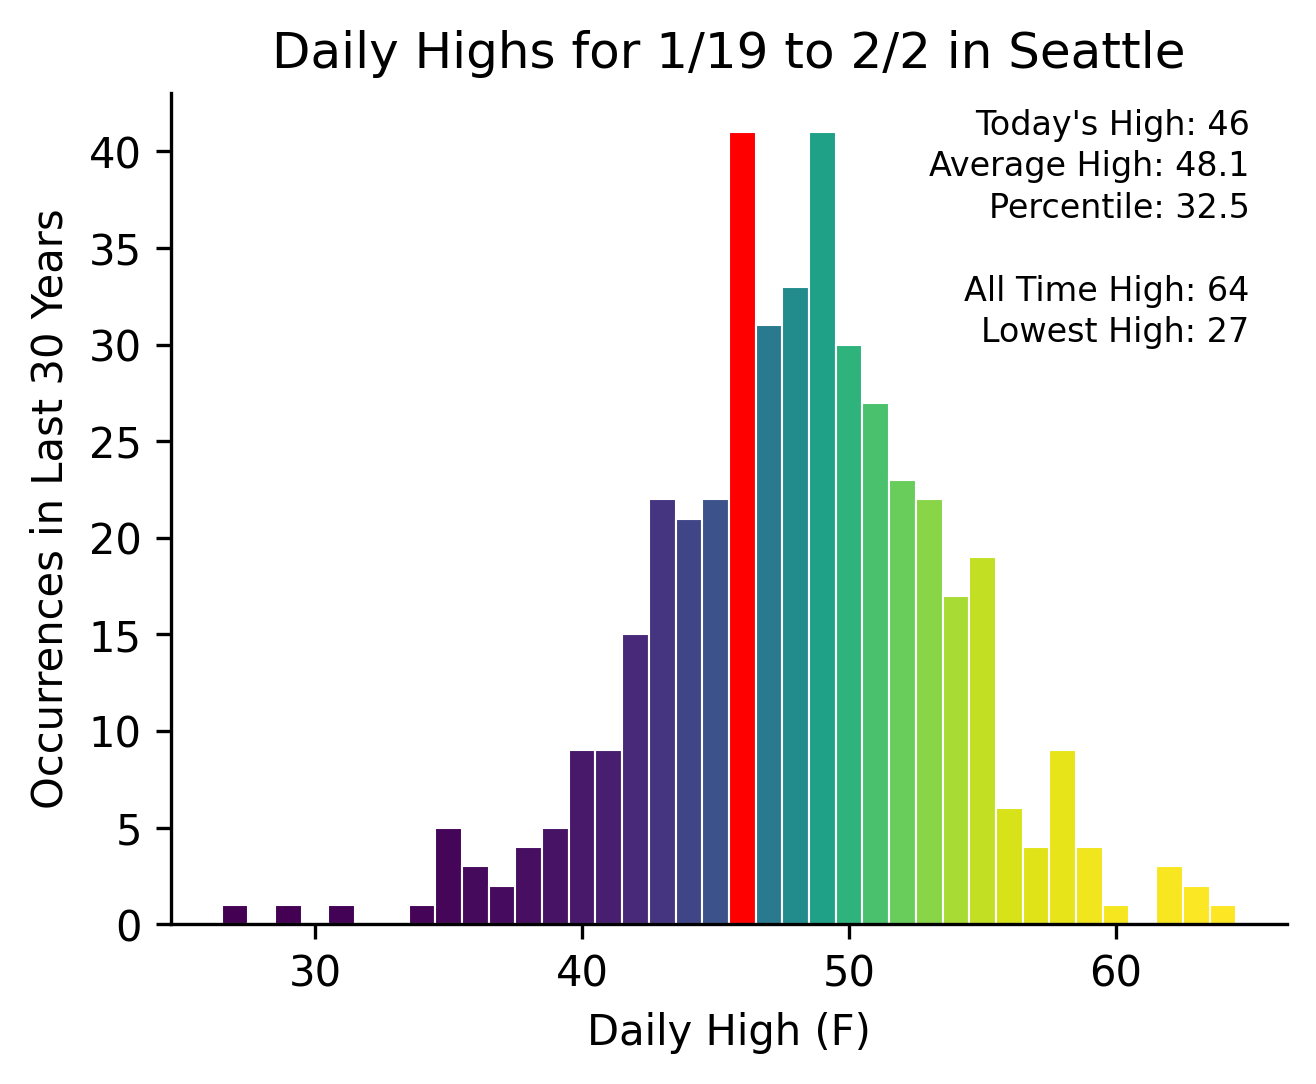 Daily Highs for 1/19 to 2/2 in Seattle
Today's High: 46
Average High: 48.1
Percentile: 32.5
All Time High: 64
Lowest High: 27
Occurrences in Last 30 Years
40
35
30
25
20
15
10
5
0
30 40 50 60
Daily High (F)